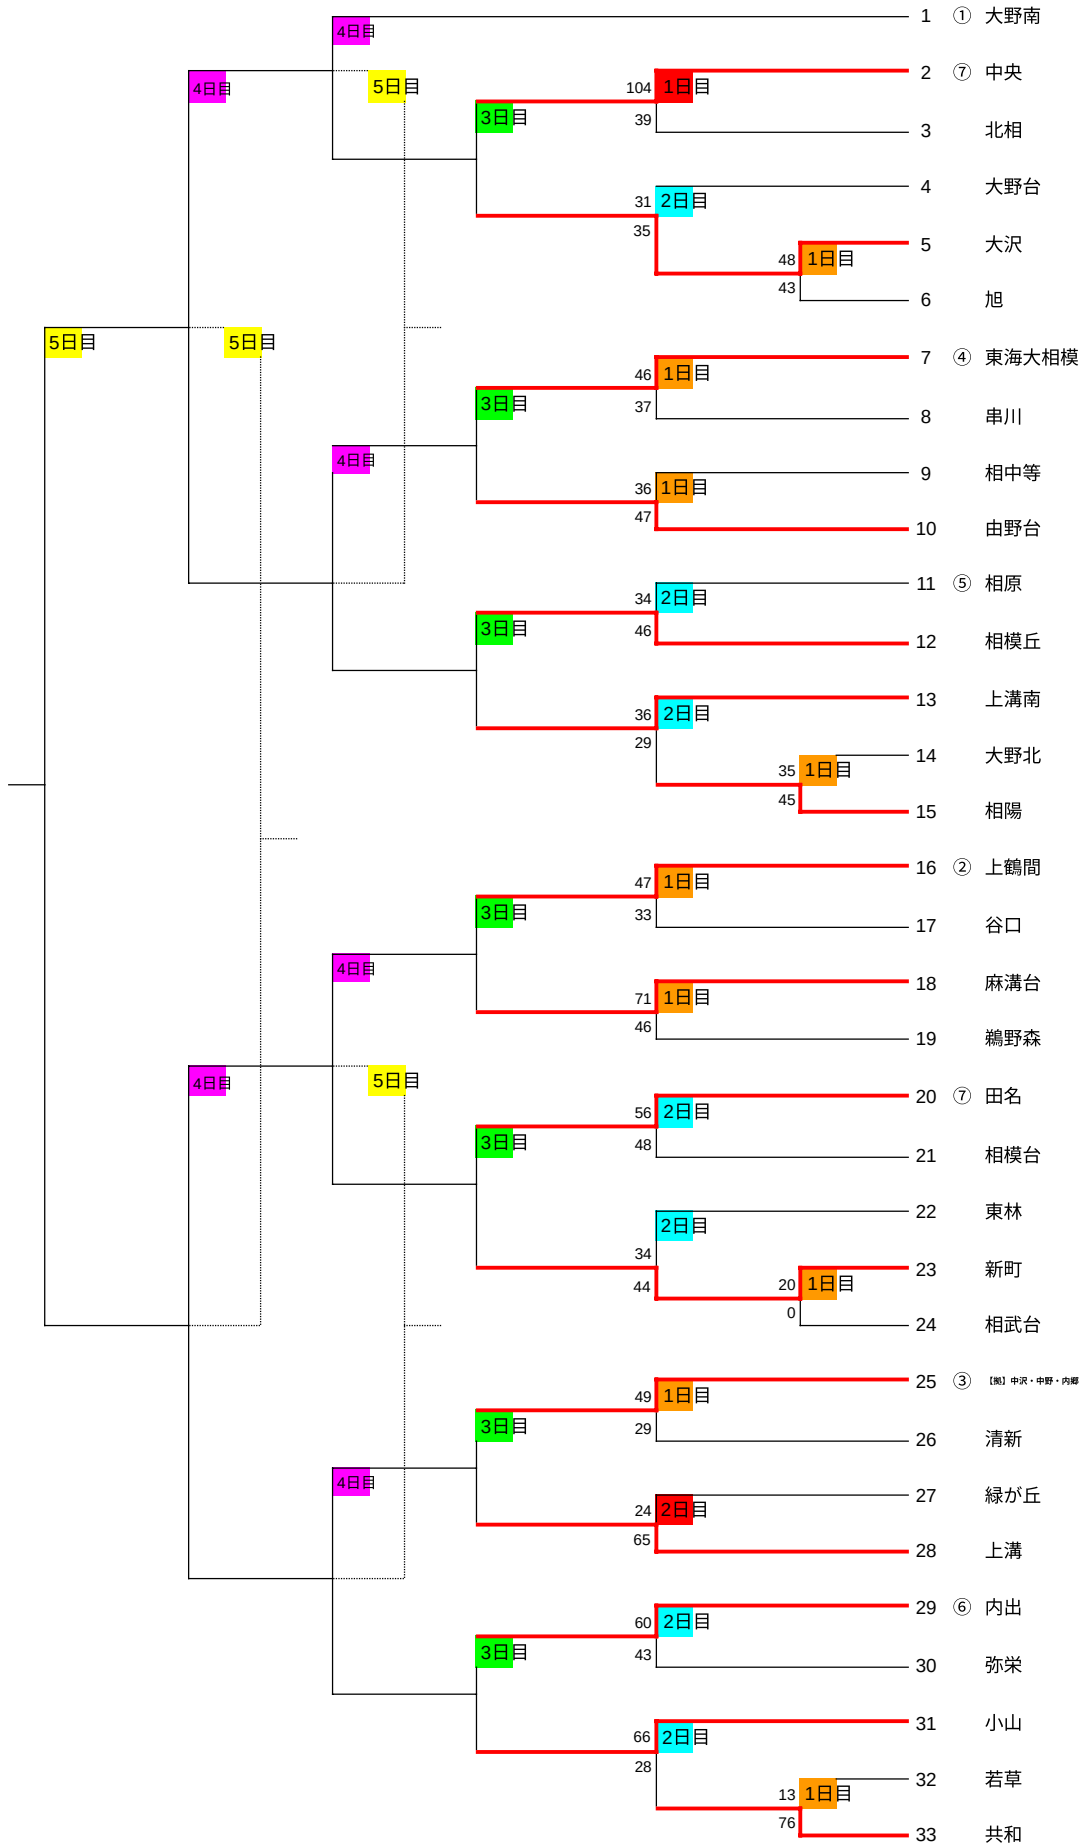 1 ① 大野南
4日目
4日目
5日目
2 ⑦ 中央
104 1日目
39
3日目
3 北相
4 大野台
31 2日目
35
5 大沢
48 1日目
43
6 旭
5日目
5日目
7 ④ 東海大相模
46 1日目
37
3日目
8 串川
4日目
9 相中等
36 1日目
47
10 由野台
11 ⑤ 相原
34 2日目
46
3日目
12 相模丘
13 上溝南
36 2日目
29
14 大野北
35 1日目
45
15 相陽
16 ② 上鶴間
47 1日目
33
3日目
17 谷口
4日目
18 麻溝台
71 1日目
46
19 鵜野森
4日目
5日目
20 ⑦ 田名
56 2日目
48
3日目
21 相模台
22 東林
2日目
34
44
23 新町
20 1日目
0
24 相武台
25 ③ 【拠】中沢・中野・内郷
49 1日目
29
3日目
26 清新
4日目
27 緑が丘
24 2日目
65
28 上溝
29 ⑥ 内出
60 2日目
43
3日目
30 弥栄
31 小山
66 2日目
28
32 若草
13 1日目
76
33 共和